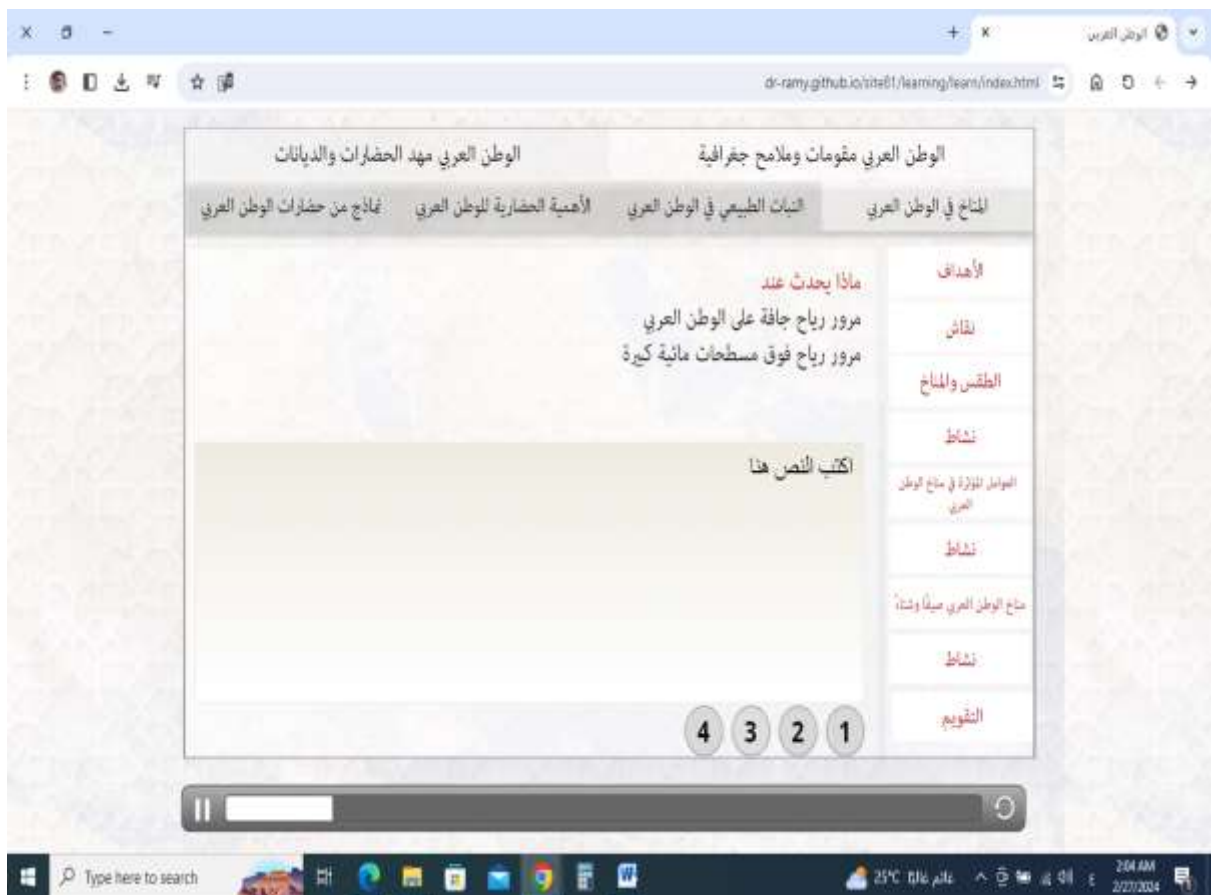 الوطن العربي
dr-ramy.github.io/site81/learning/learn/index.html
الوطن العربي مقومات وملامح جغرافية
الوطن العربي مهد الحضارات والديانات
المناخ في الوطن العربي
النبات الطبيعي في الوطن العربي
الأهمية الحضارية للوطن العربي
نماذج من حضارات الوطن العربي
الأهداف
نقاش
الطقس والمناخ
نشاط
العوامل المؤثرة في مناخ الوطن
العربي
نشاط
مناخ الوطن العربي صيفًا وشتاءً
نشاط
التقويم
ماذا يحدث عند
مرور رياح جافة على الوطن العربي
مرور رياح فوق مسطحات مائية كبيرة
اكتب النص هنا
1 2 3 4
Type here to search
25°C غائم غالبًا
ع
2:04 AM
2/27/2024